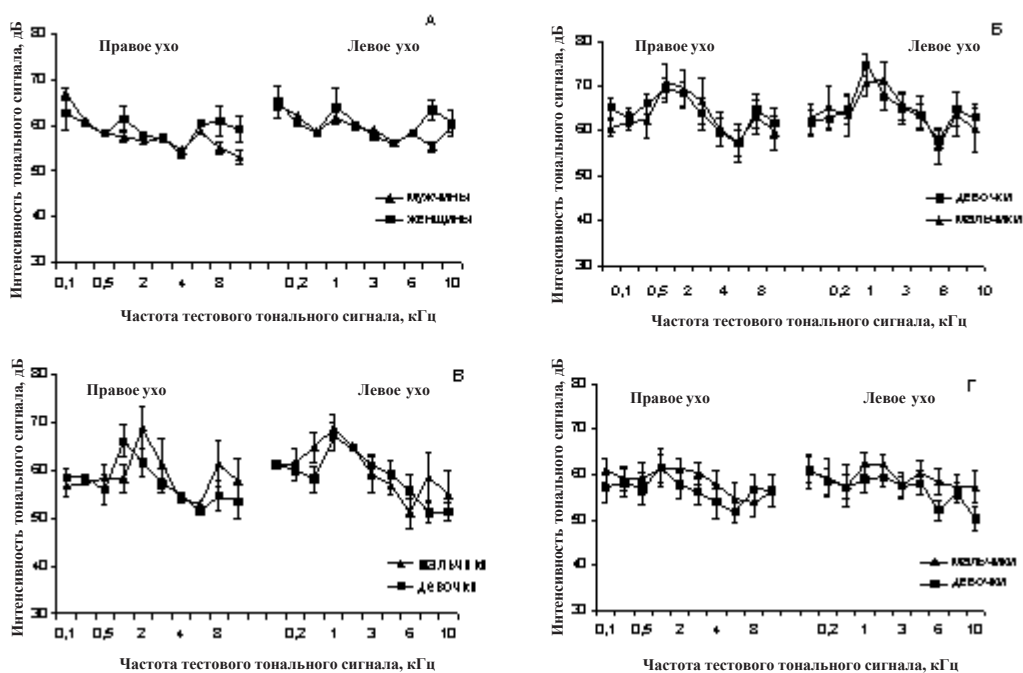 А
Правое ухо
Левое ухо
Интенсивность тонального сигнала, дБ
80
70
60
50
40
30
мужчины
женщины
0,1 0,5 2 4 8 0,2 1 3 6 10
Частота тестового тонального сигнала, кГц
Б
Правое ухо
Левое ухо
Интенсивность тонального сигнала, дБ
80
70
60
50
40
30
девочки
мальчики
0,1 0,5 2 4 8 0,2 1 3 6 10
Частота тестового тонального сигнала, кГц
В
Правое ухо
Левое ухо
Интенсивность тонального сигнала, дБ
80
70
60
50
40
30
мальчики
девочки
0,1 0,5 2 4 8 0,2 1 3 6 10
Частота тестового тонального сигнала, кГц
Г
Правое ухо
Левое ухо
Интенсивность тонального сигнала, дБ
80
70
60
50
40
30
мальчики
девочки
0,1 0,5 2 4 8 0,2 1 3 6 10
Частота тестового тонального сигнала, кГц